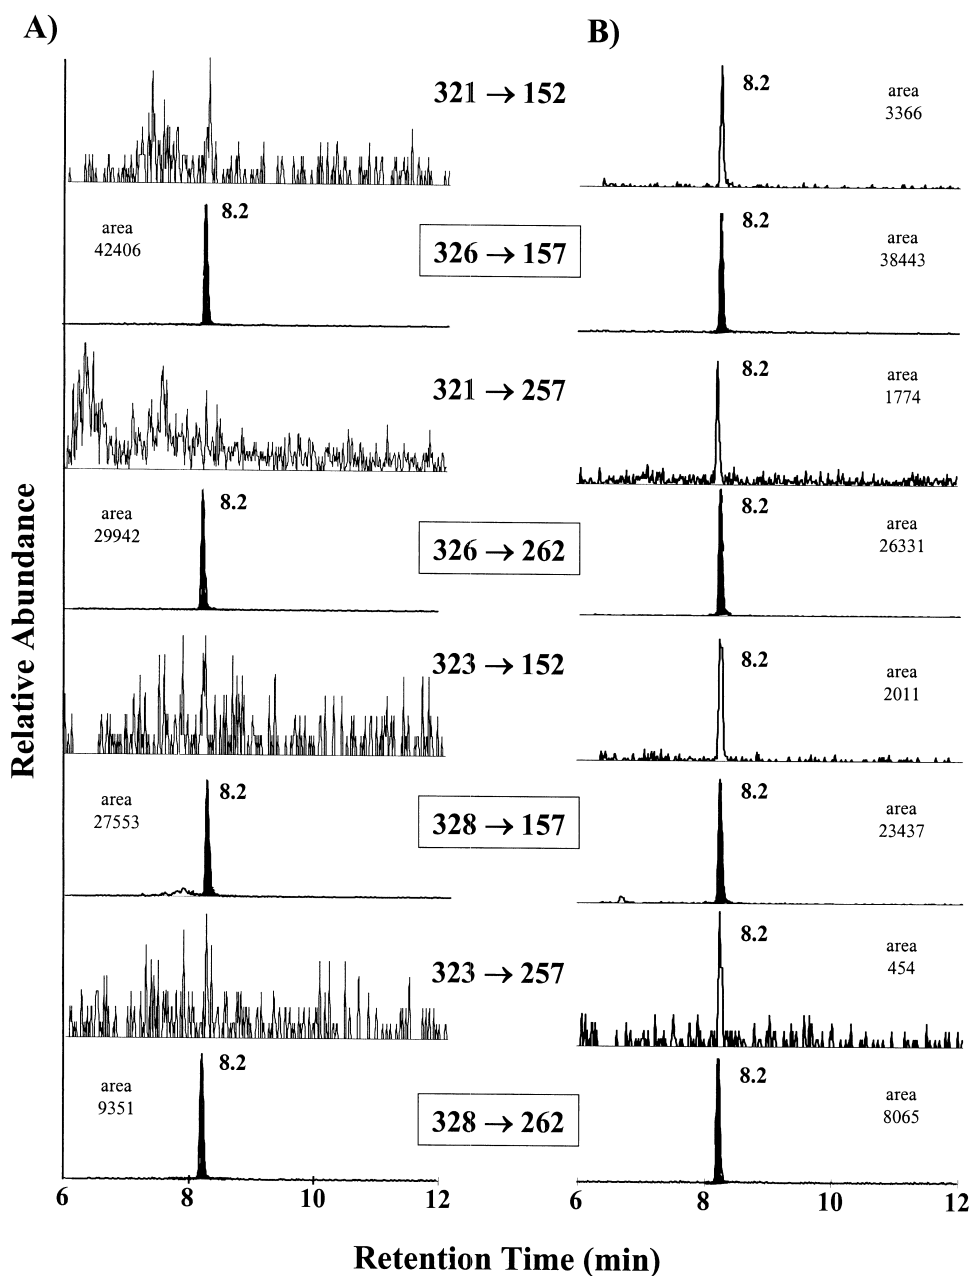 A)
B)
321 → 152
8.2
area
3366
area
42406
8.2
326 → 157
8.2
area
38443
321 → 257
8.2
area
1774
area
29942
8.2
326 → 262
8.2
area
26331
323 → 152
8.2
area
2011
area
27553
8.2
328 → 157
8.2
area
23437
323 → 257
8.2
area
454
area
9351
8.2
328 → 262
8.2
area
8065
6 8 10 12
6 8 10 12
Relative Abundance
Retention Time (min)